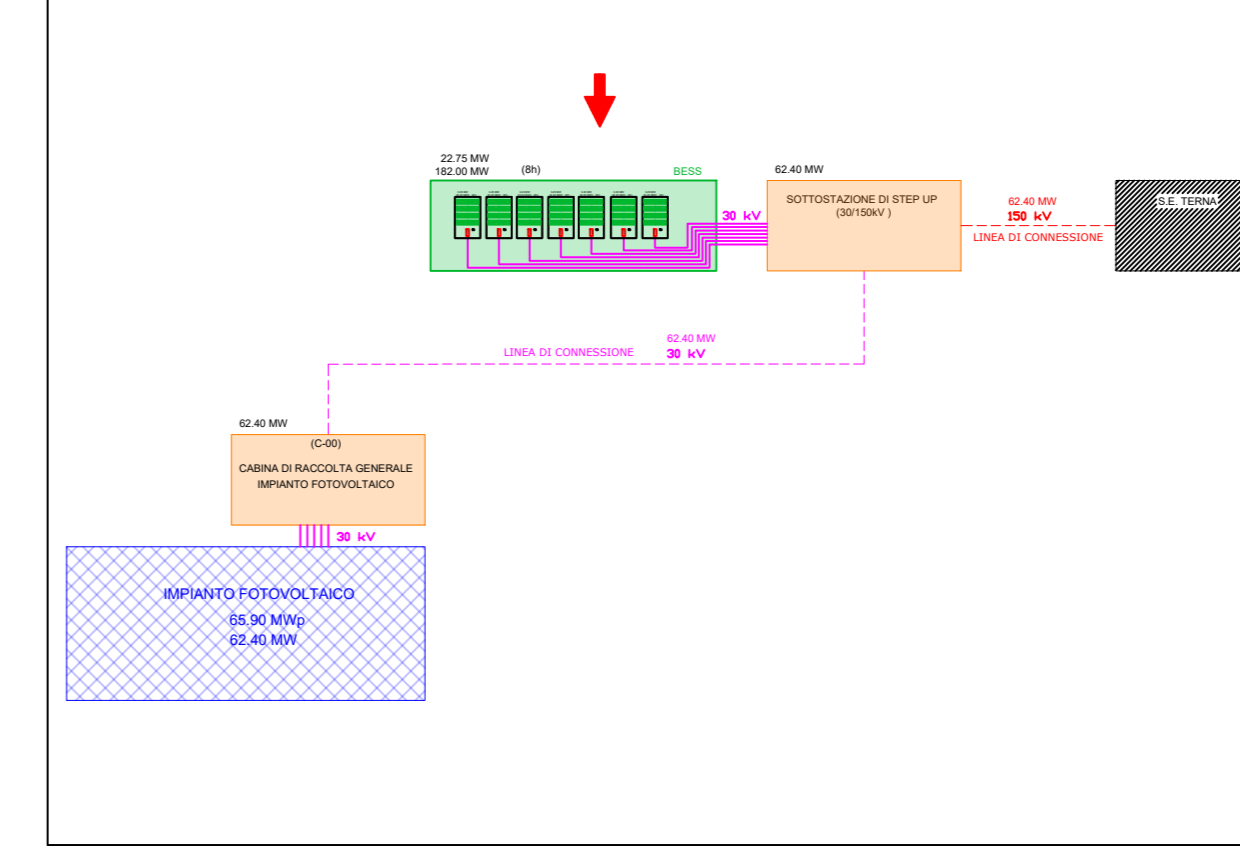 22.75 MW
182.00 MW
(8h)
BESS
62.40 MW
SOTTOSTAZIONE DI STEP UP
(30/150kV )
30 kV
62.40 MW
150 kV
LINEA DI CONNESSIONE
S.E. TERNA
62.40 MW
LINEA DI CONNESSIONE
30 kV
62.40 MW
(C-00)
CABINA DI RACCOLTA GENERALE
IMPIANTO FOTOVOLTAICO
30 kV
IMPIANTO FOTOVOLTAICO
65.90 MWp
62.40 MW